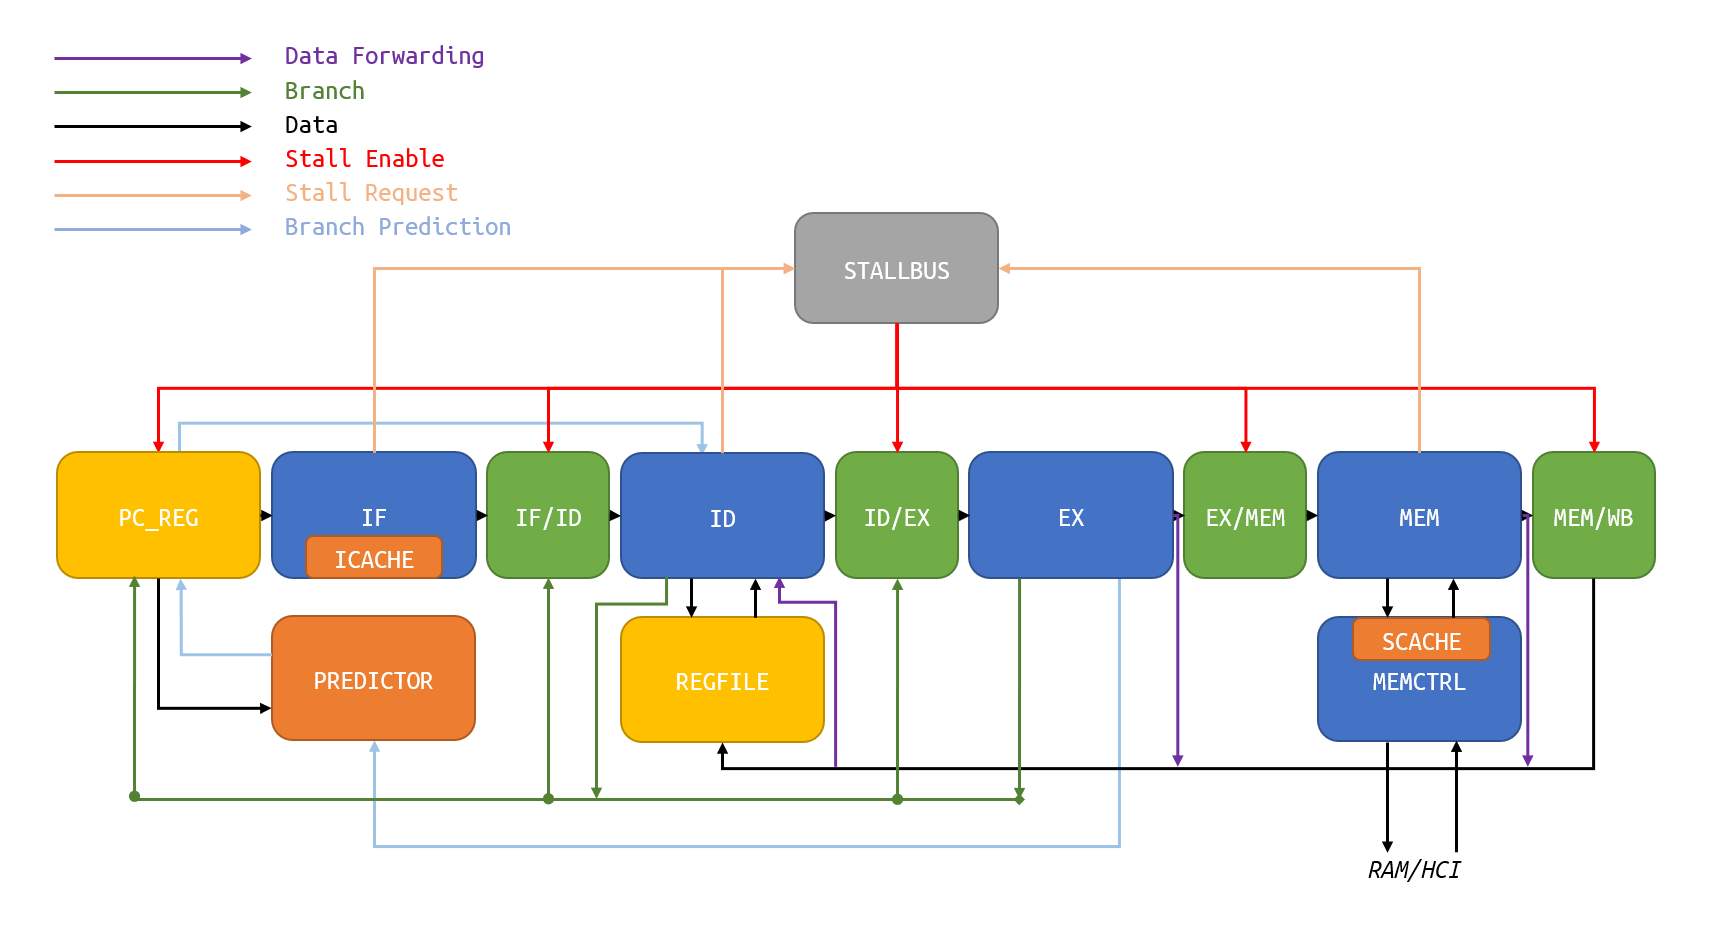 Data Forwarding
Branch
Data
Stall Enable
Stall Request
Branch Prediction
STALLBUS
PC_REG
IF
ICACHE
IF/ID
ID
ID/EX
EX
EX/MEM
MEM
MEM/WB
PREDICTOR
REGFILE
SCACHE
MEMCTRL
RAM/HCI